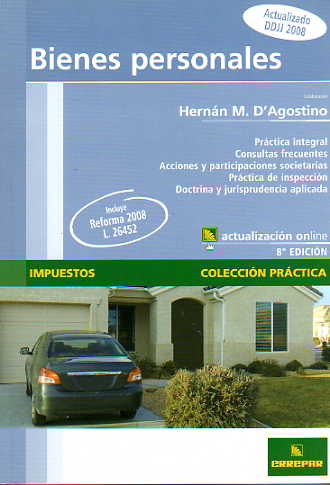 Actualizado
DDJJ 2008
Bienes personales
Hernán M. D'Agostino
Práctica integral
Consultas frecuentes
Acciones y participaciones societarias
Práctica de inspección
Doctrina y jurisprudencia aplicada
Incluye
Reforma 2008
L. 26452
actualización online
8ª EDICIÓN
IMPUESTOS
COLECCIÓN PRÁCTICA
ERREPAR